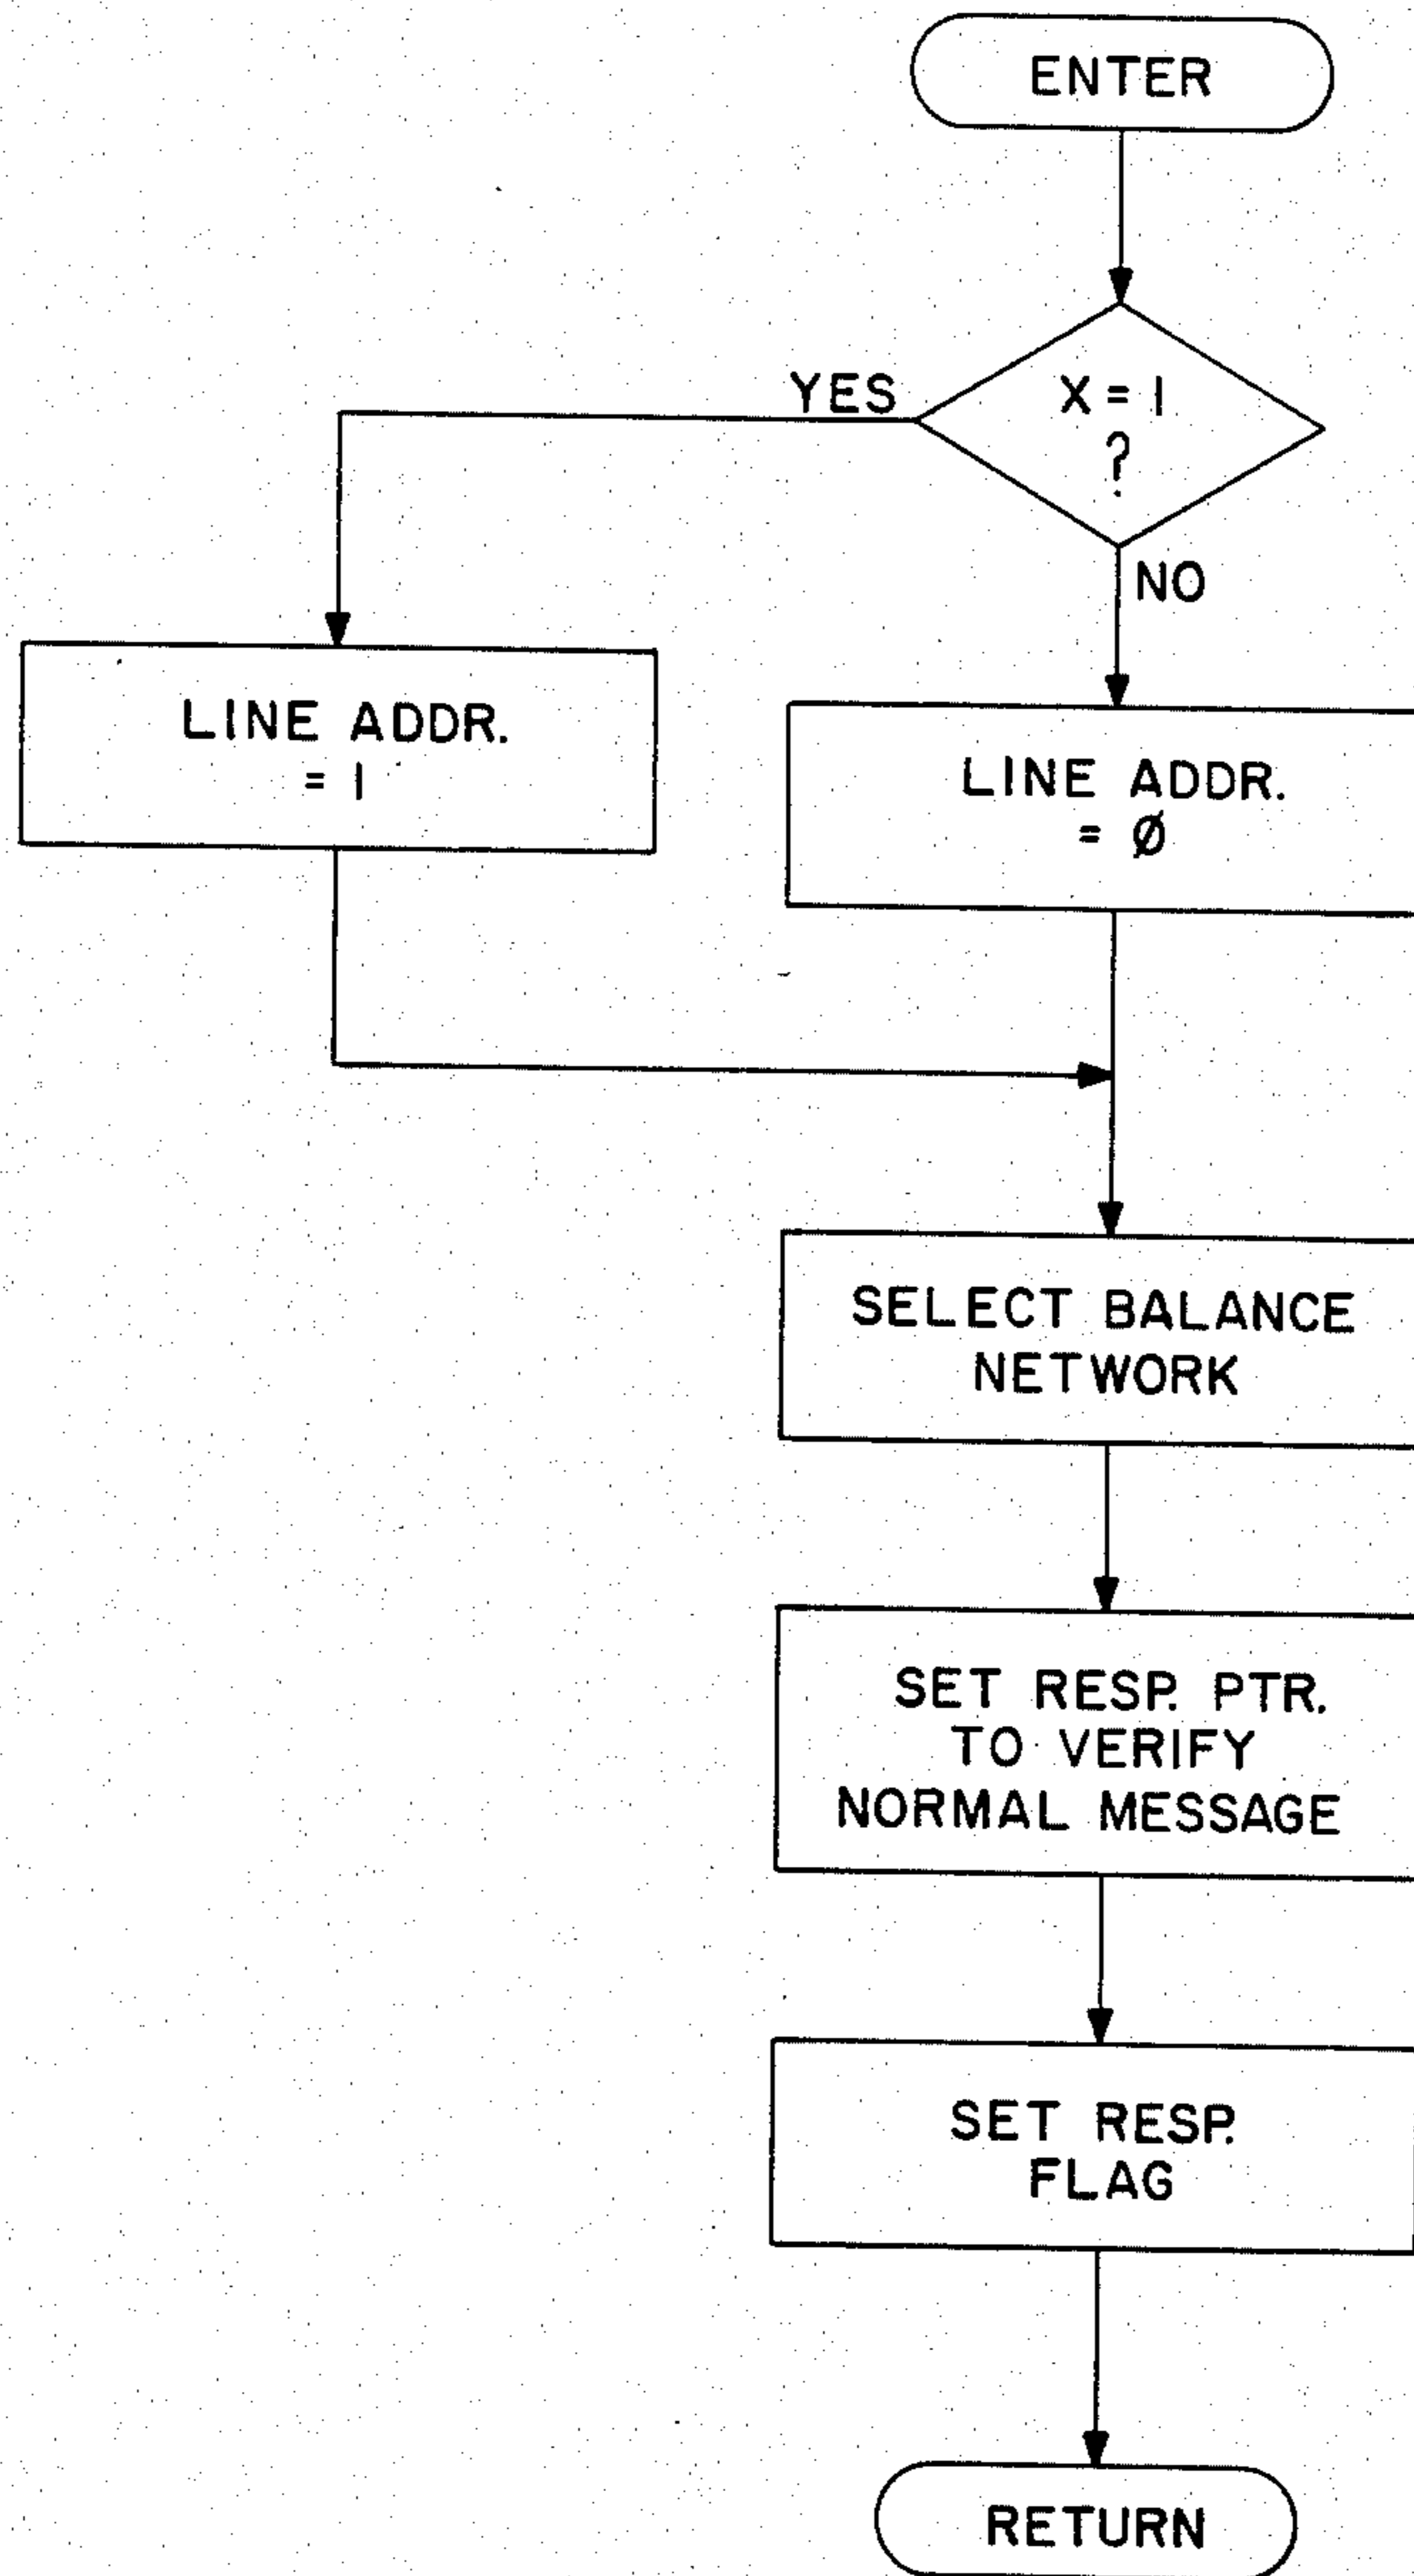 ENTER
X = 1
?
YES
NO
LINE ADDR.
= 1
LINE ADDR.
= Ø
SELECT BALANCE
NETWORK
SET RESP. PTR.
TO VERIFY
NORMAL MESSAGE
SET RESP.
FLAG
RETURN